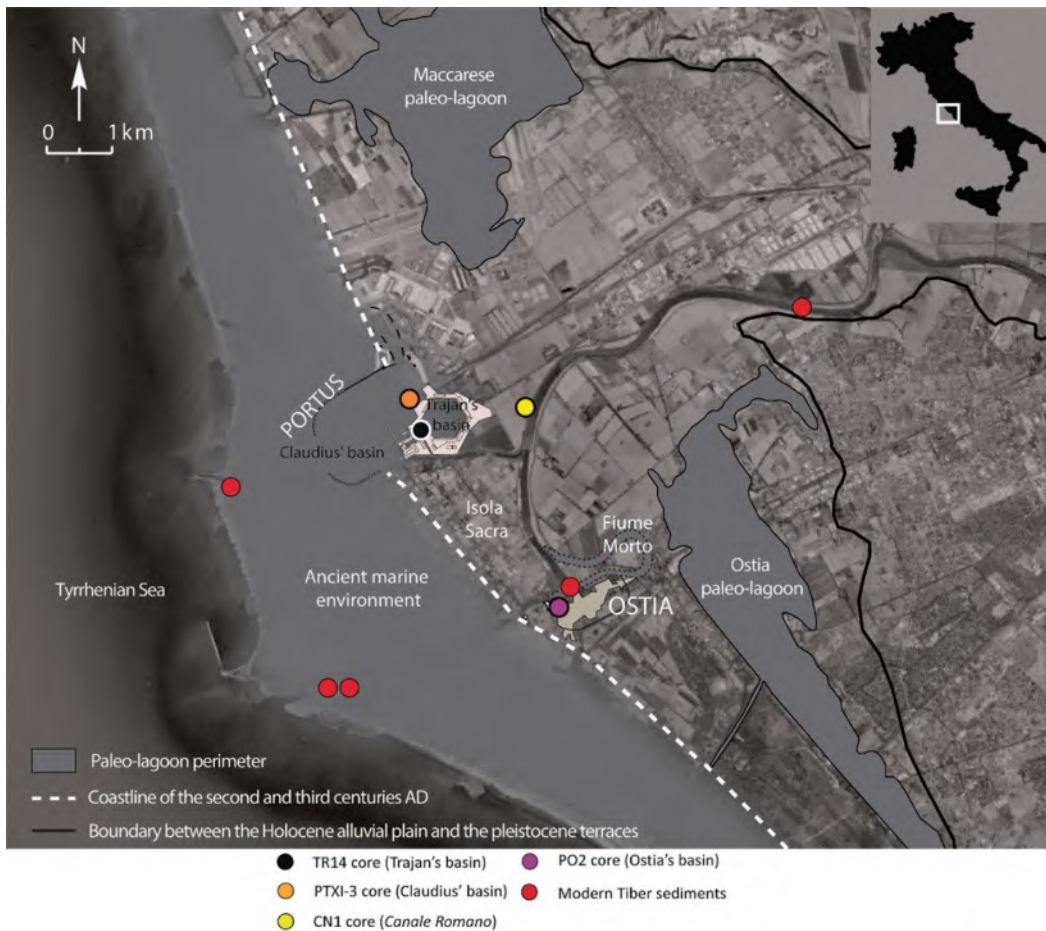 N
0 1 km
Maccarese
paleo-lagoon
PORTUS
Trajan's
basin
Claudius' basin
Isola
Sacra
Fiume
Morto
Ostia
paleo-lagoon
OSTIA
Tyrrhenian Sea
Ancient marine
environment
Paleo-lagoon perimeter
Coastline of the second and third centuries AD
Boundary between the Holocene alluvial plain and the pleistocene terraces
TR14 core (Trajan's basin)
PTXI-3 core (Claudius' basin)
CN1 core (Canale Romano)
PO2 core (Ostia's basin)
Modern Tiber sediments